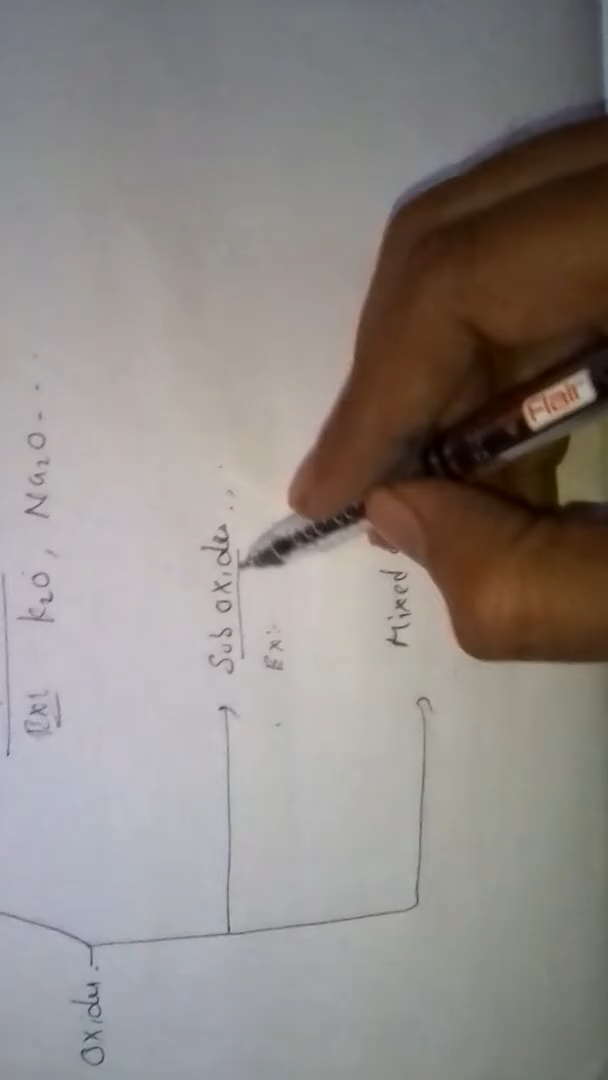 Ex: K₂O, Na₂O - . .
Sub oxides..
Ex:-
Mixed
Oxides.
Flair